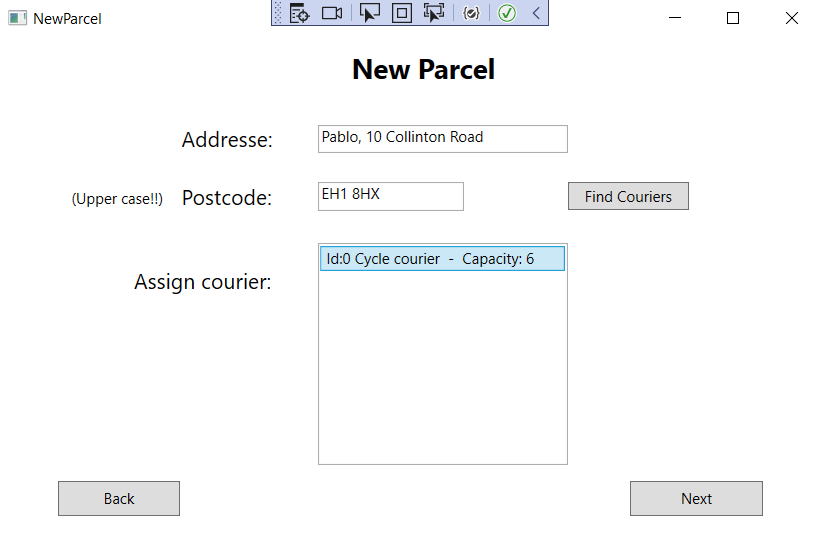 NewParcel
New Parcel
Addresse: Pablo, 10 Collinton Road
(Upper case!!) Postcode: EH1 8HX Find Couriers
Assign courier: Id:0 Cycle courier - Capacity: 6
Back Next